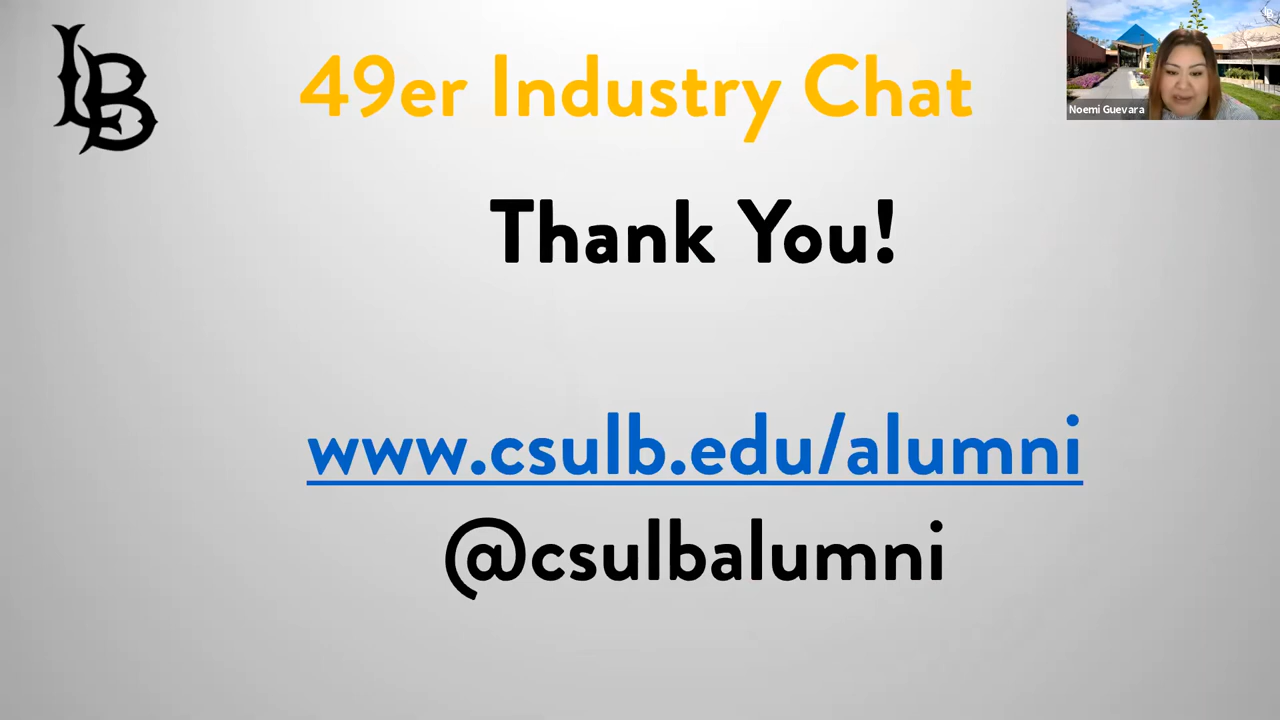 LB
49er Industry Chat
Noemi Guevara
Thank You!
www.csulb.edu/alumni
@csulbalumni